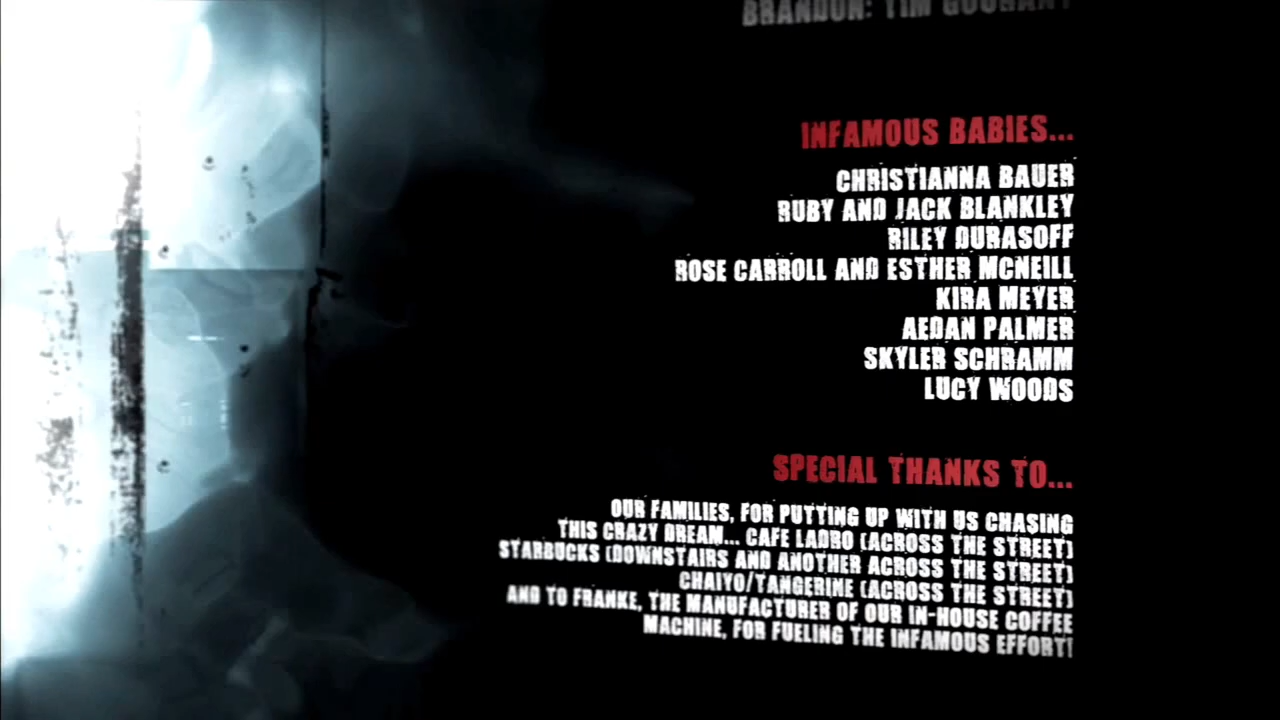 BRANDON: TIM
INFAMOUS BABIES...
CHRISTIANNA BAUER
RUBY AND JACK BLANKLEY
RILEY DURASOFF
ROSE CARROLL AND ESTHER MCNEILL
KIRA MEYER
AEDAN PALMER
SKYLER SCHRAMM
LUCY WOODS
SPECIAL THANKS TO...
OUR FAMILIES, FOR PUTTING UP WITH US CHASING
THIS CRAZY DREAM... CAFE LADRO (ACROSS THE STREET)
STARBUCKS (DOWNSTAIRS AND ANOTHER ACROSS THE STREET)
CHAIYO/TANGERINE (ACROSS THE STREET)
AND TO FRANKE, THE MANUFACTURER OF OUR IN-HOUSE COFFEE
MACHINE, FOR FUELING THE INFAMOUS EFFORT!